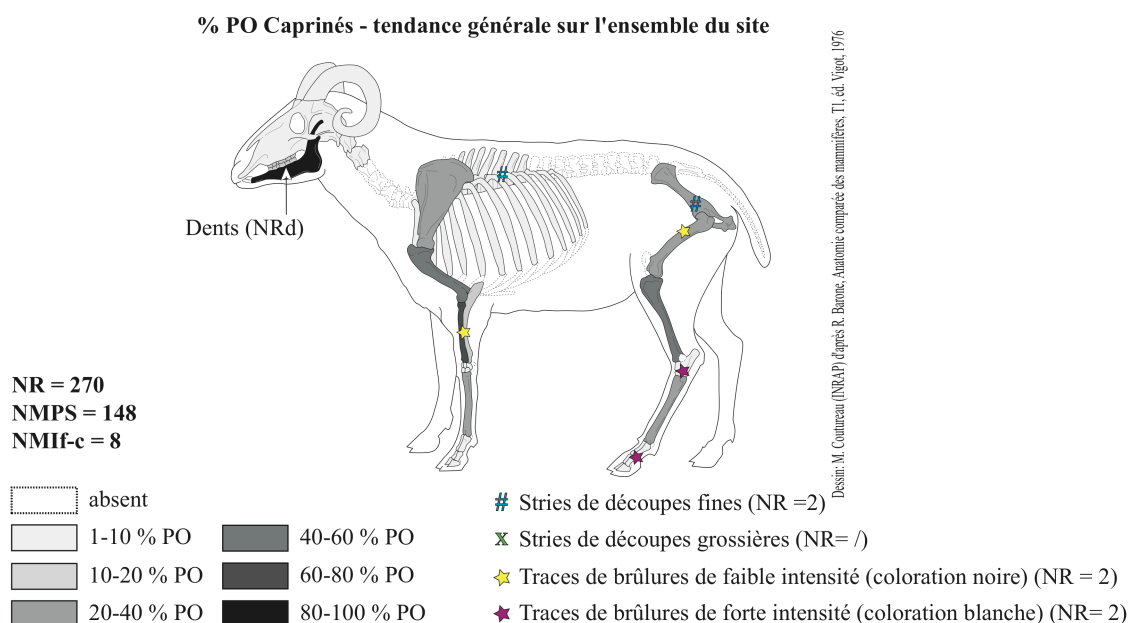 % PO Caprinés - tendance générale sur l'ensemble du site
Dessin: M. Coutureau (INRAP) d'après R. Barone, Anatomie comparée des mammifères, T1, éd. Vigot, 1976
Dents (NRd)
NR = 270
NMPS = 148
NMIf-c = 8
absent
1-10 % PO
10-20 % PO
20-40 % PO
40-60 % PO
60-80 % PO
80-100 % PO
# Stries de découpes fines (NR =2)
x Stries de découpes grossières (NR= /)
Traces de brûlures de faible intensité (coloration noire) (NR = 2)
Traces de brûlures de forte intensité (coloration blanche) (NR= 2)